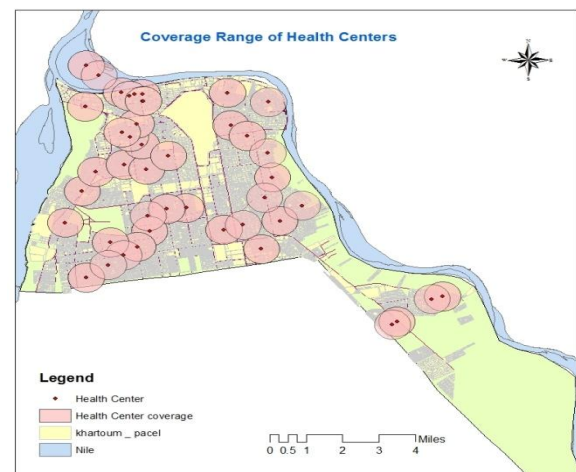 Coverage Range of Health Centers
N
W E
S
Legend
Health Center
Health Center coverage
khartoum _ pacel
Nile
Miles
0 0.5 1 2 3 4